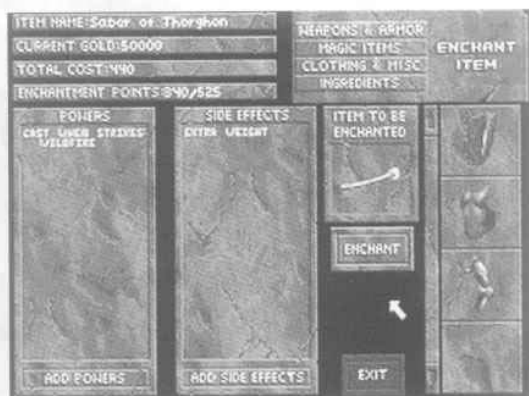 ITEM NAME:Saber of Thorghon
CURRENT GOLD:50000
TOTAL COST:440
ENCHANTMENT POINTS:840/525
WEAPONS & ARMOR
MAGIC ITEMS
CLOTHING & MISC
INGREDIENTS
ENCHANT
ITEM
POWERS
CAST WHEN STRIKES
WILDFIRE
SIDE EFFECTS
EXTRA WEIGHT
ITEM TO BE
ENCHANTED
ENCHANT
ADD POWERS
ADD SIDE EFFECTS
EXIT